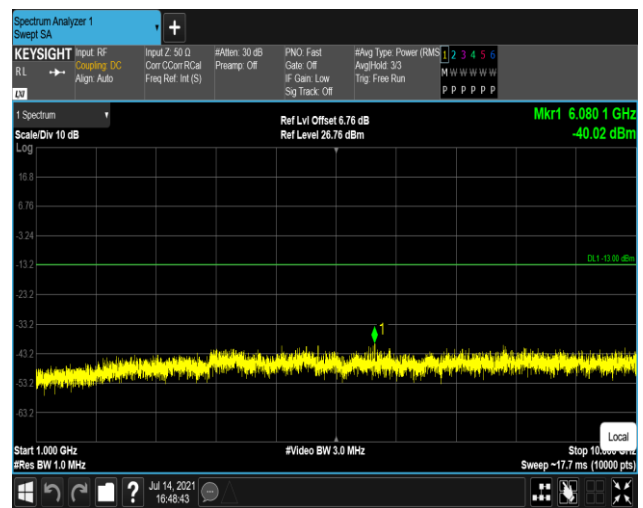 Spectrum Analyzer 1
Swept SA
+
KEYSIGHT Input: RF Input Z: 50 Ω #Atten: 30 dB PNO: Fast #Avg Type: Power (RMS 1 2 3 4 5 6
RL Coupling: DC Corr CCorr RCal Preamp: Off Gate: Off Avg|Hold: 3/3 M W W W W W
Align: Auto Freq Ref: Int (S) IF Gain: Low Trig: Free Run
LXI Sig Track: Off P P P P P P
1 Spectrum Ref Lvl Offset 6.76 dB Mkr1 6.080 1 GHz
Scale/Div 10 dB Ref Level 26.76 dBm -40.02 dBm
Log
16.8
6.76
-3.24
-13.2 DL1 -13.00 dBm
-23.2
-33.2
1
-43.2
-53.2
-63.2
Local
Start 1.000 GHz #Video BW 3.0 MHz Stop 10.000 GHz
#Res BW 1.0 MHz Sweep ~17.7 ms (10000 pts)
? Jul 14, 2021
16:48:43